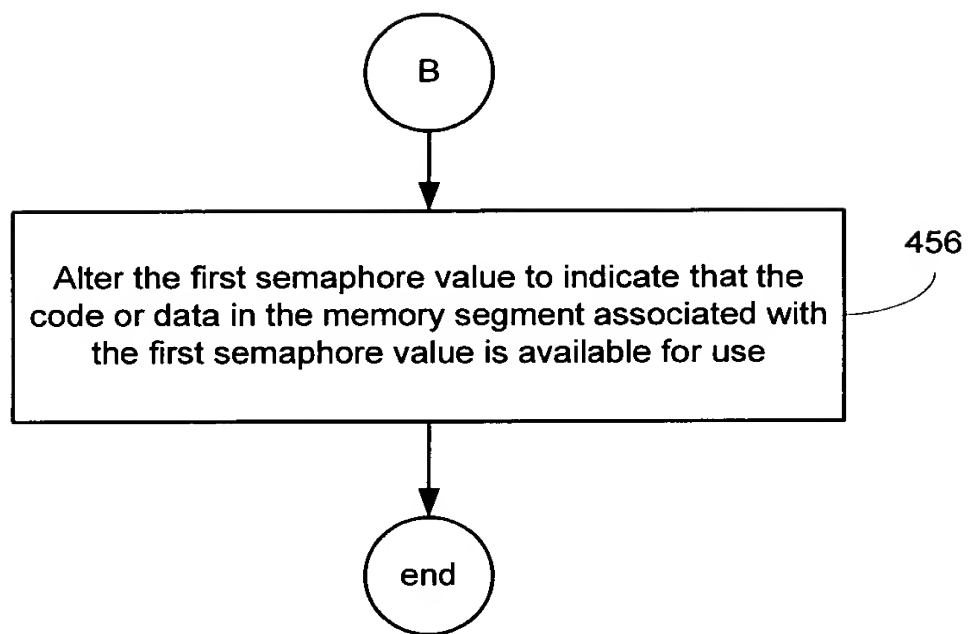 B
456
Alter the first semaphore value to indicate that the
code or data in the memory segment associated with
the first semaphore value is available for use
end